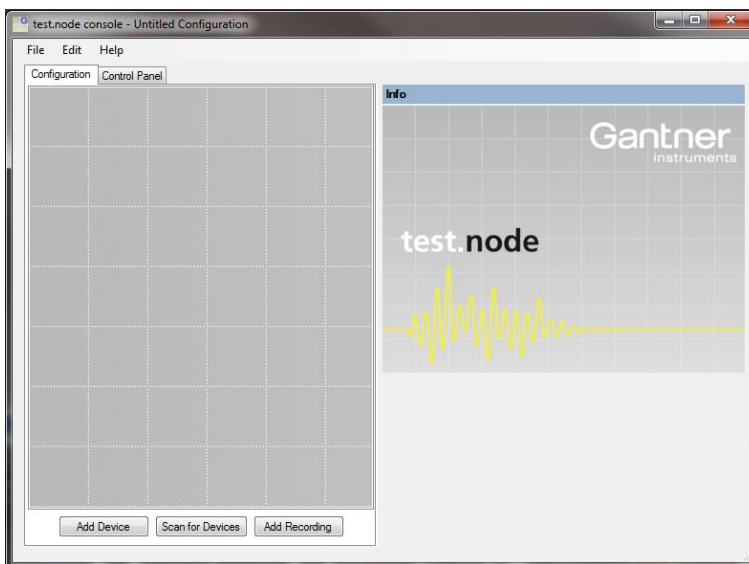 test.node console - Untitled Configuration
File Edit Help
Configuration Control Panel
Info
Gantner
instruments
test.node
Add Device Scan for Devices Add Recording